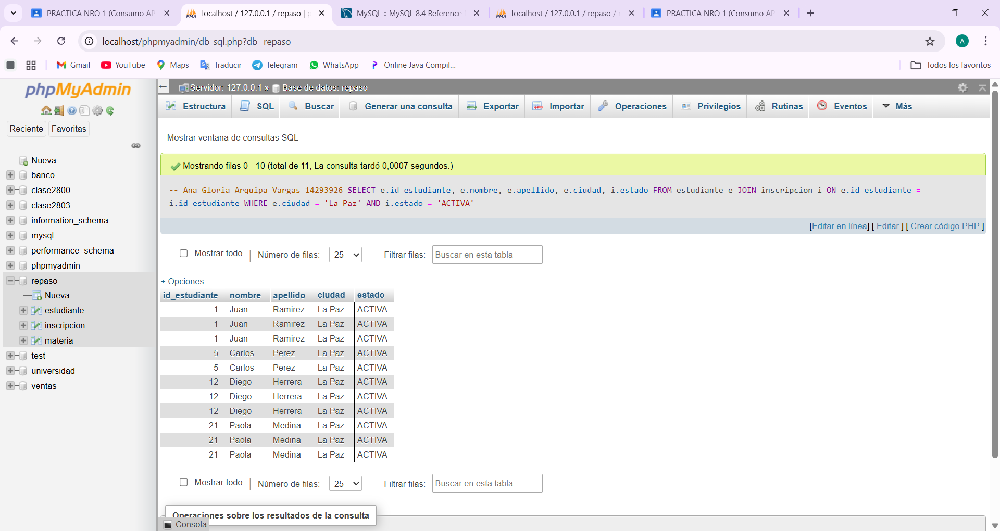 PRACTICA NRO 1 (Consumo AP
localhost / 127.0.0.1 / repaso | p
MySQL :: MySQL 8.4 Reference
localhost / 127.0.0.1 / repaso /
PRACTICA NRO 1 (Consumo AP
localhost/phpmyadmin/db_sql.php?db=repaso
A
Gmail
YouTube
Maps
Traducir
Telegram
WhatsApp
Online Java Compil...
Todos los favoritos
phpMyAdmin
Reciente
Favoritas
Nueva
banco
clase2800
clase2803
information_schema
mysql
performance_schema
phpmyadmin
repaso
Nueva
estudiante
inscripcion
materia
test
universidad
ventas
Servidor: 127.0.0.1 » Base de datos: repaso
Estructura SQL Buscar Generar una consulta Exportar Importar Operaciones Privilegios Rutinas Eventos Más
Mostrar ventana de consultas SQL
Mostrando filas 0 - 10 (total de 11, La consulta tardó 0,0007 segundos.)
-- Ana Gloria Arquipa Vargas 14293926 SELECT e.id_estudiante, e.nombre, e.apellido, e.ciudad, i.estado FROM estudiante e JOIN inscripcion i ON e.id_estudiante =
i.id_estudiante WHERE e.ciudad = 'La Paz' AND i.estado = 'ACTIVA'
[Editar en línea] [ Editar ] [ Crear código PHP ]
Mostrar todo | Número de filas: 25 Filtrar filas: Buscar en esta tabla
+ Opciones
id_estudiante nombre apellido ciudad estado
1 Juan Ramirez La Paz ACTIVA
1 Juan Ramirez La Paz ACTIVA
1 Juan Ramirez La Paz ACTIVA
5 Carlos Perez La Paz ACTIVA
5 Carlos Perez La Paz ACTIVA
12 Diego Herrera La Paz ACTIVA
12 Diego Herrera La Paz ACTIVA
12 Diego Herrera La Paz ACTIVA
21 Paola Medina La Paz ACTIVA
21 Paola Medina La Paz ACTIVA
21 Paola Medina La Paz ACTIVA
Mostrar todo | Número de filas: 25 Filtrar filas: Buscar en esta tabla
Operaciones sobre los resultados de la consulta
Consola